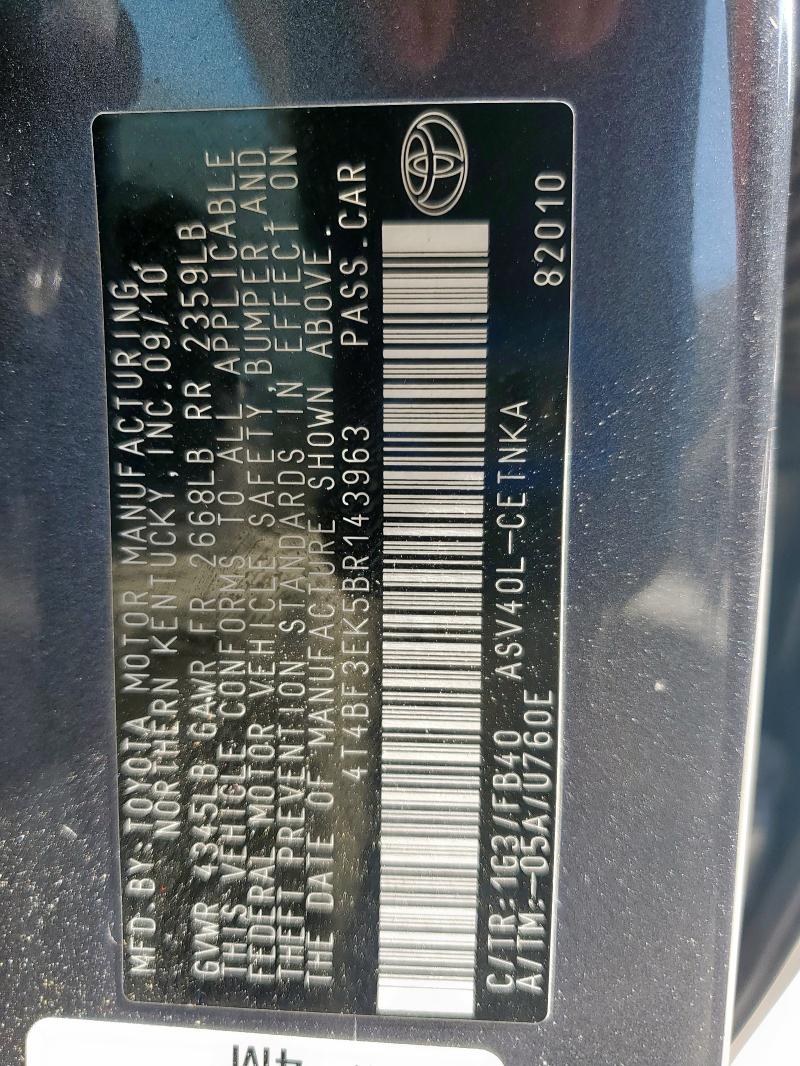 MFD.BY:TOYOTA MOTOR MANUFACTURING,
NORTHERN KENTUCKY,INC.09/10
GVWR 4345LB GAWR FR 2668LB RR 2359LB
THIS VEHICLE CONFORMS TO ALL APPLICABLE
FEDERAL MOTOR VEHICLE SAFETY,BUMPER,AND
THEFT PREVENTION STANDARDS IN EFFECT ON
THE DATE OF MANUFACTURE SHOWN ABOVE.
4T4BF3EK5BR143963 PASS.CAR
C/TR:1G3/FB40 ASV40L-CETNKA
A/TM:-05A/U760E 82010